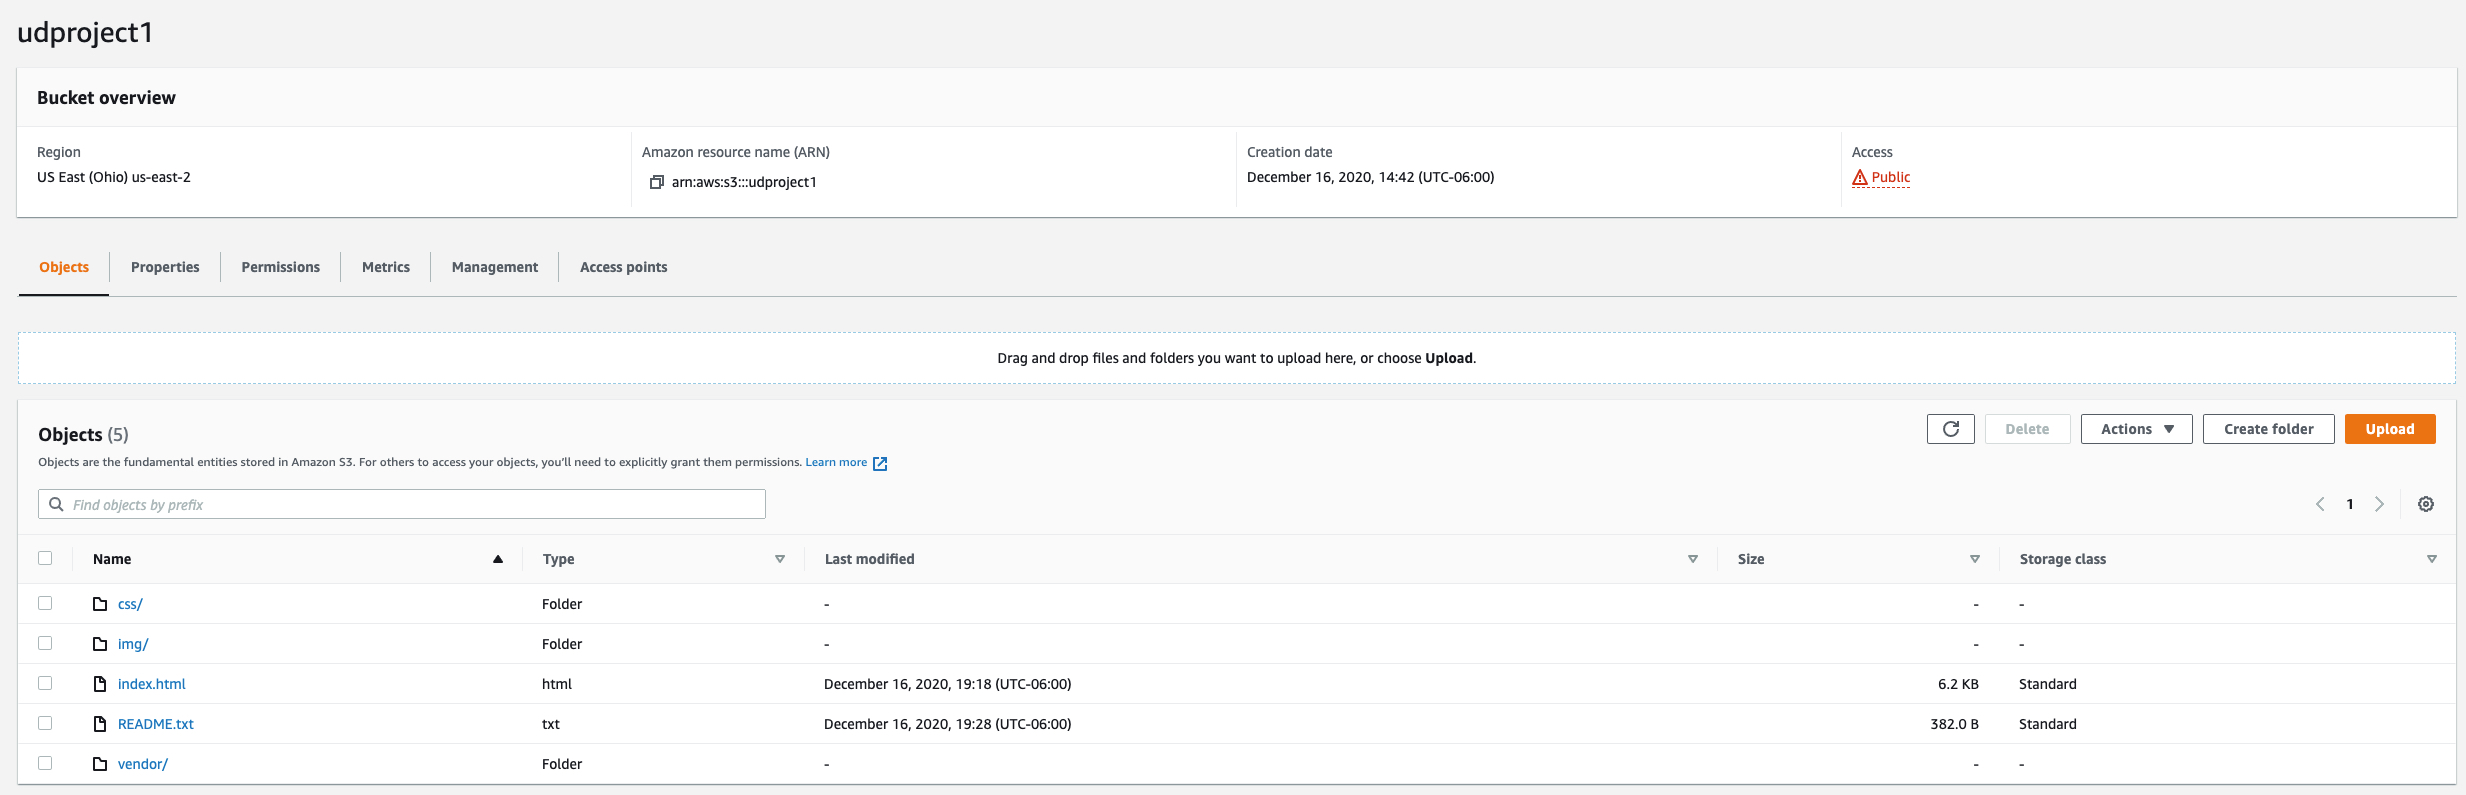 udproject1
Bucket overview
Region
US East (Ohio) us-east-2
Amazon resource name (ARN)
arn:aws:s3:::udproject1
Creation date
December 16, 2020, 14:42 (UTC-06:00)
Access
Public
Objects Properties Permissions Metrics Management Access points
Drag and drop files and folders you want to upload here, or choose Upload.
Objects (5)
Delete Actions Create folder Upload
Objects are the fundamental entities stored in Amazon S3. For others to access your objects, you'll need to explicitly grant them permissions. Learn more
Find objects by prefix
1
Name Type Last modified Size Storage class
css/ Folder - - -
img/ Folder - - -
index.html html December 16, 2020, 19:18 (UTC-06:00) 6.2 KB Standard
README.txt txt December 16, 2020, 19:28 (UTC-06:00) 382.0 B Standard
vendor/ Folder - - -